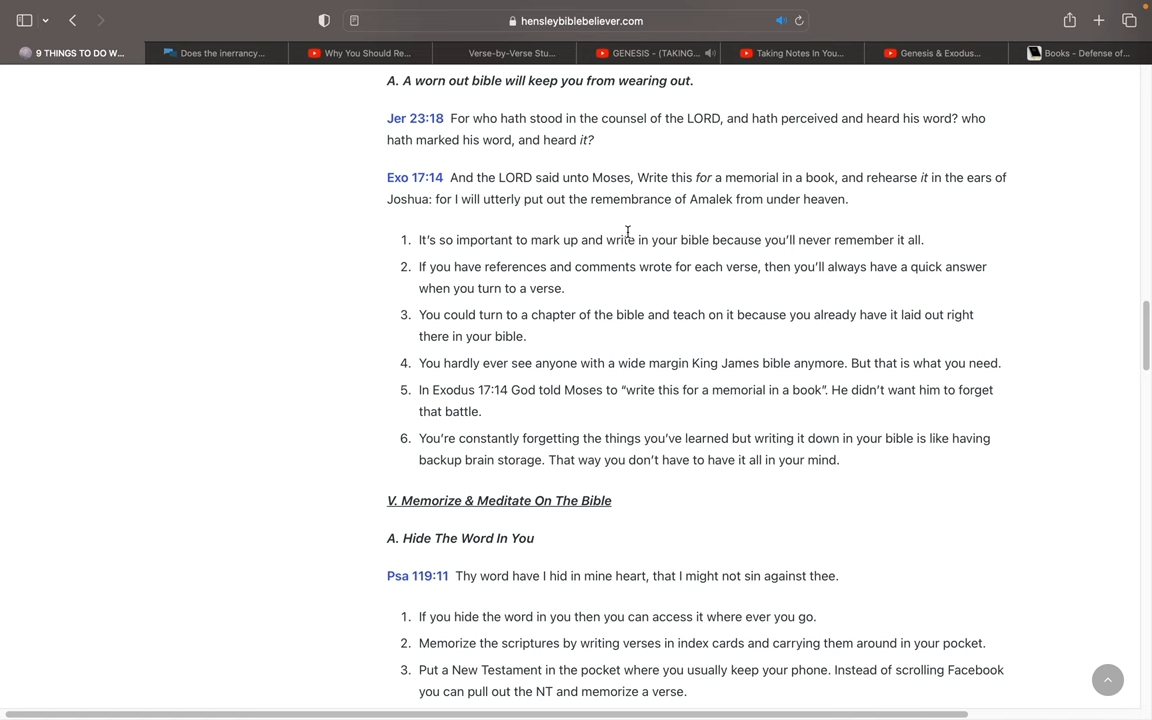 hensleybiblebeliever.com
9 THINGS TO DO W...
Does the inerrancy...
Why You Should Re...
Verse-by-Verse Stu...
GENESIS - (TAKING...
Taking Notes In You...
Genesis & Exodus...
Books - Defense of...
A. A worn out bible will keep you from wearing out.
Jer 23:18 For who hath stood in the counsel of the LORD, and hath perceived and heard his word? who
hath marked his word, and heard it?
Exo 17:14 And the LORD said unto Moses, Write this for a memorial in a book, and rehearse it in the ears of
Joshua: for I will utterly put out the remembrance of Amalek from under heaven.
1. It's so important to mark up and write in your bible because you'll never remember it all.
2. If you have references and comments wrote for each verse, then you'll always have a quick answer
when you turn to a verse.
3. You could turn to a chapter of the bible and teach on it because you already have it laid out right
there in your bible.
4. You hardly ever see anyone with a wide margin King James bible anymore. But that is what you need.
5. In Exodus 17:14 God told Moses to “write this for a memorial in a book”. He didn't want him to forget
that battle.
6. You're constantly forgetting the things you've learned but writing it down in your bible is like having
backup brain storage. That way you don't have to have it all in your mind.
V. Memorize & Meditate On The Bible
A. Hide The Word In You
Psa 119:11 Thy word have I hid in mine heart, that I might not sin against thee.
1. If you hide the word in you then you can access it where ever you go.
2. Memorize the scriptures by writing verses in index cards and carrying them around in your pocket.
3. Put a New Testament in the pocket where you usually keep your phone. Instead of scrolling Facebook
you can pull out the NT and memorize a verse.